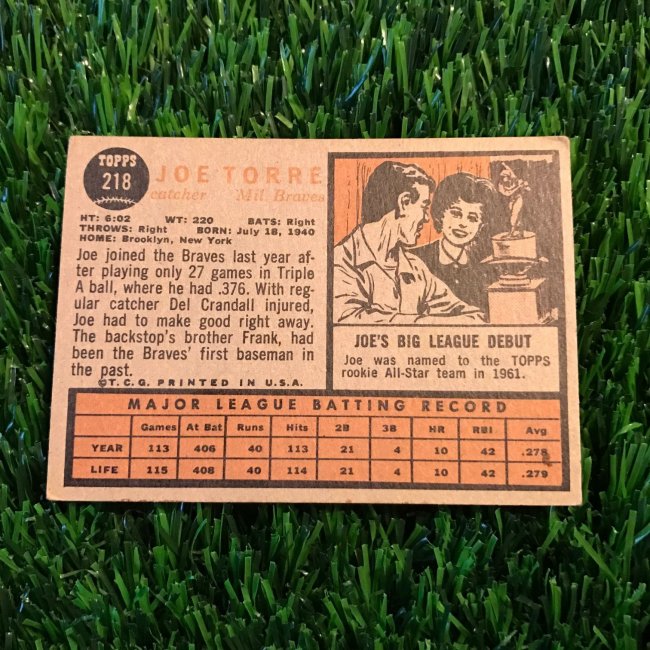 TOPPS
218
JOE TORRE
catcher Mil Braves
HT: 6:02 WT: 220 BATS: Right
THROWS: Right BORN: July 18, 1940
HOME: Brooklyn, New York
Joe joined the Braves last year af-
ter playing only 27 games in Triple
A ball, where he had .376. With reg-
ular catcher Del Crandall injured,
Joe had to make good right away.
The backstop's brother Frank, had
been the Braves' first baseman in
the past.
©T.C.G. PRINTED IN U.S.A.
JOE'S BIG LEAGUE DEBUT
Joe was named to the TOPPS
rookie All-Star team in 1961.
MAJOR LEAGUE BATTING RECORD
Games At Bat Runs Hits 2B 3B HR RBI Avg
YEAR 113 406 40 113 21 4 10 42 .278
LIFE 115 408 40 114 21 4 10 42 .279